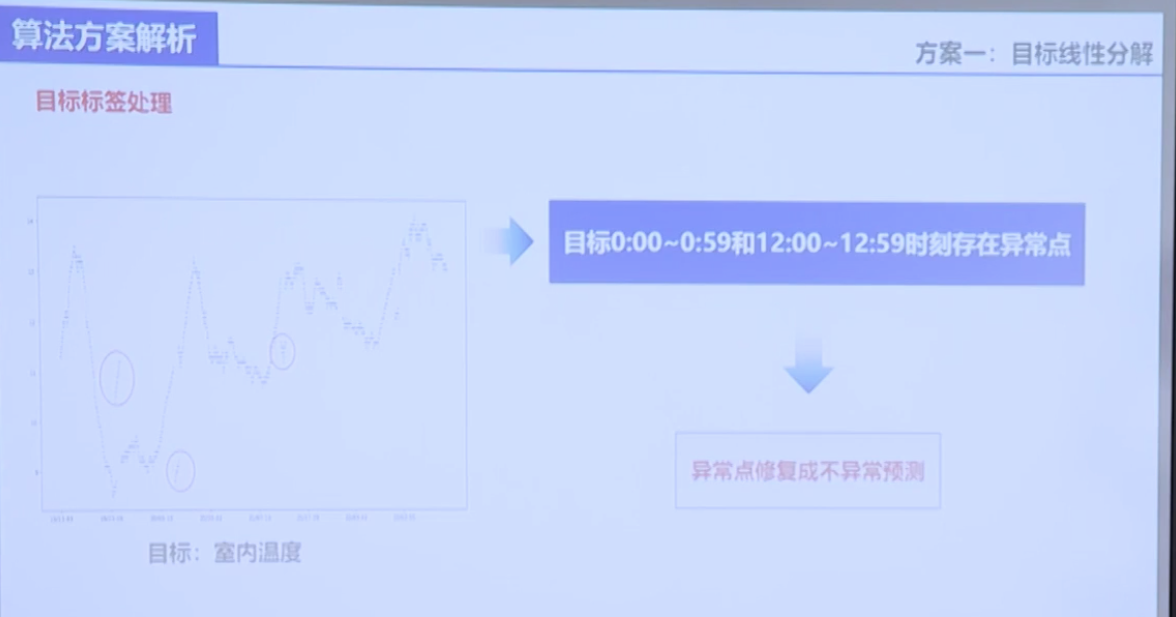 算法方案解析
方案一：目标线性分解
目标标签处理
目标0:00~0:59和12:00~12:59时刻存在异常点
异常点修复成不异常预测
目标：室内温度